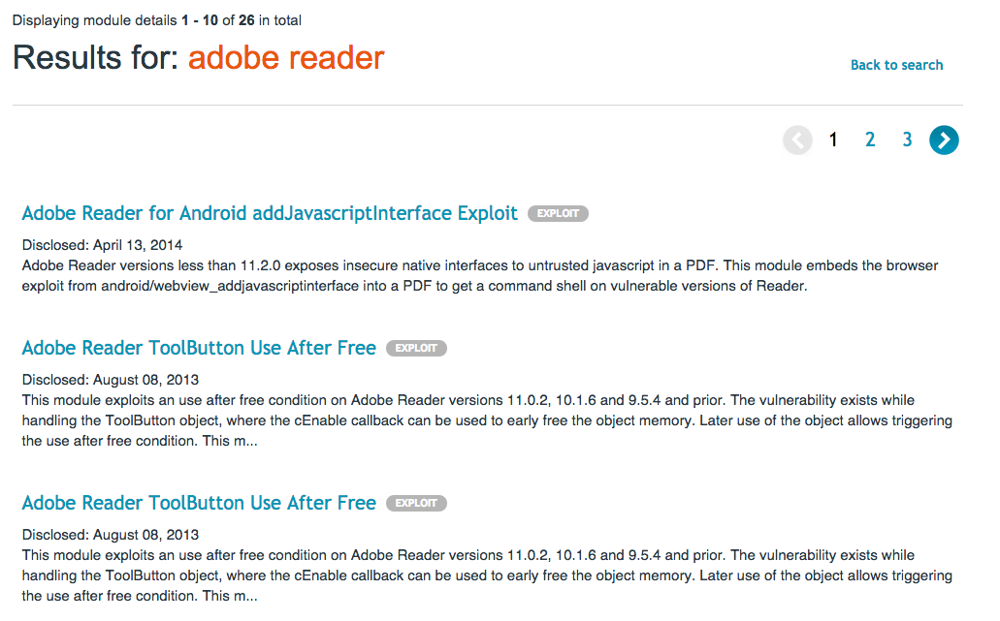 Displaying module details 1 - 10 of 26 in total
Results for: adobe reader
Back to search
1 2 3
Adobe Reader for Android addJavascriptInterface Exploit EXPLOIT
Disclosed: April 13, 2014
Adobe Reader versions less than 11.2.0 exposes insecure native interfaces to untrusted javascript in a PDF. This module embeds the browser
exploit from android/webview_addjavascriptinterface into a PDF to get a command shell on vulnerable versions of Reader.
Adobe Reader ToolButton Use After Free EXPLOIT
Disclosed: August 08, 2013
This module exploits an use after free condition on Adobe Reader versions 11.0.2, 10.1.6 and 9.5.4 and prior. The vulnerability exists while
handling the ToolButton object, where the cEnable callback can be used to early free the object memory. Later use of the object allows triggering
the use after free condition. This m...
Adobe Reader ToolButton Use After Free EXPLOIT
Disclosed: August 08, 2013
This module exploits an use after free condition on Adobe Reader versions 11.0.2, 10.1.6 and 9.5.4 and prior. The vulnerability exists while
handling the ToolButton object, where the cEnable callback can be used to early free the object memory. Later use of the object allows triggering
the use after free condition. This m...